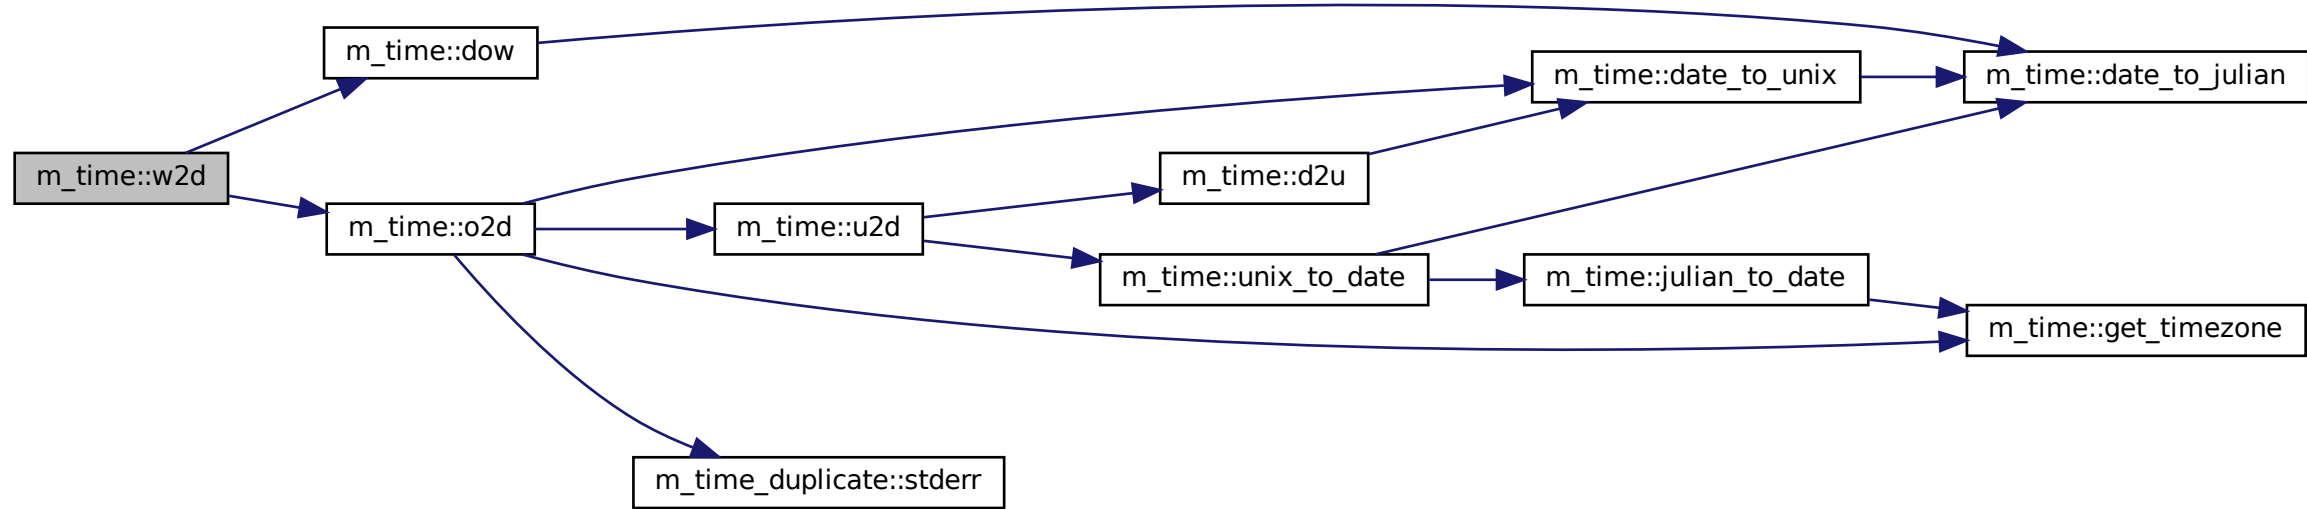 m_time::w2d
m_time::dow
m_time::o2d
m_time::u2d
m_time::d2u
m_time::unix_to_date
m_time::date_to_unix
m_time::date_to_julian
m_time::julian_to_date
m_time::get_timezone
m_time_duplicate::stderr